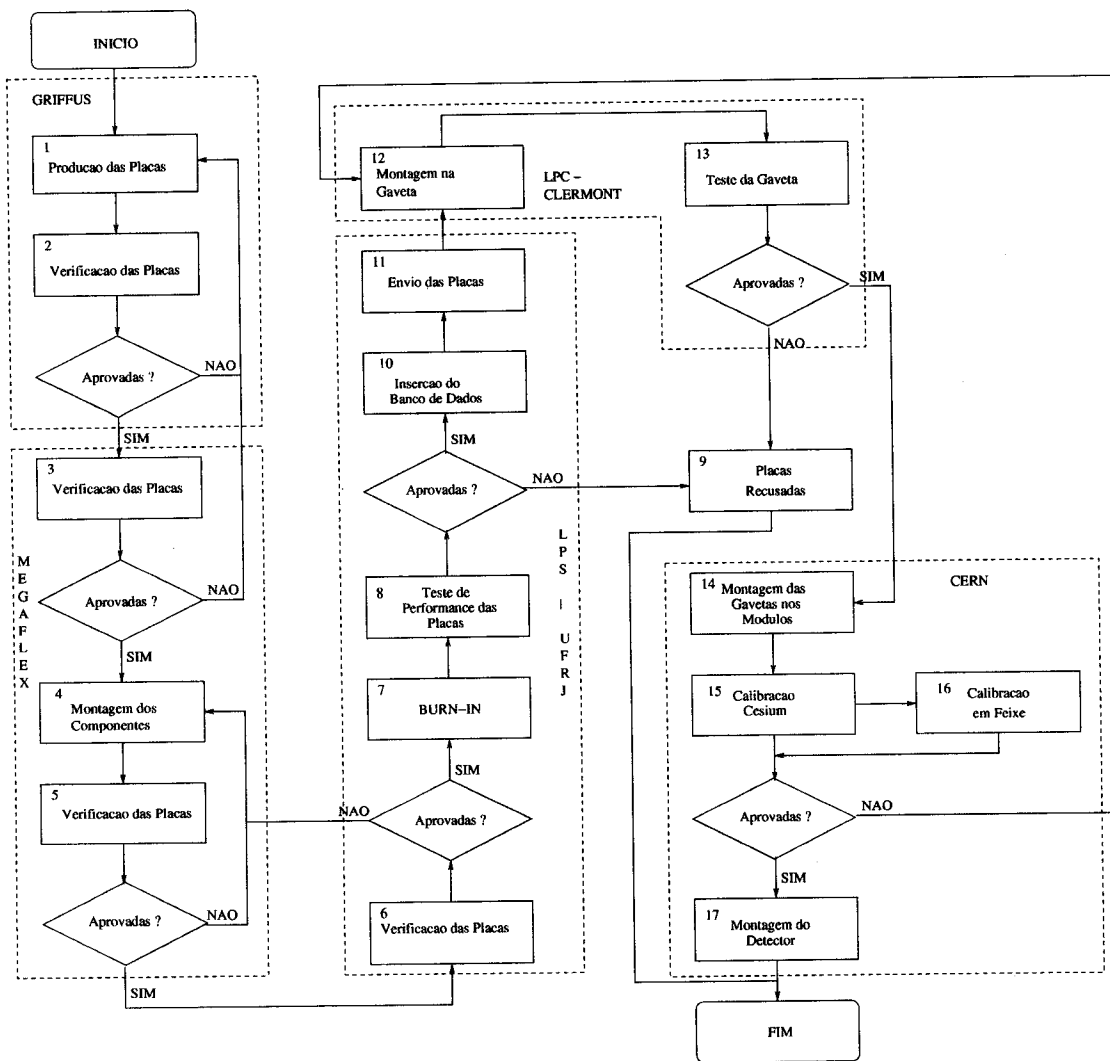 INICIO
GRIFFUS
1
Producao das Placas
2
Verificacao das Placas
Aprovadas ?
NAO
SIM
3
Verificacao das Placas
MEGAFLEX
Aprovadas ?
NAO
SIM
4
Montagem dos
Componentes
5
Verificacao das Placas
Aprovadas ?
NAO
SIM
6
Verificacao das Placas
Aprovadas ?
NAO
SIM
7
BURN-IN
8
Teste de
Performance das
Placas
LPS | UFRJ
Aprovadas ?
NAO
SIM
10
Insercao do
Banco de Dados
11
Envio das Placas
12
Montagem na
Gaveta
LPC -
CLERMONT
13
Teste da Gaveta
Aprovadas ?
SIM
NAO
9
Placas
Recusadas
CERN
14
Montagem das
Gavetas nos
Modulos
15
Calibracao
Cesium
16
Calibracao
em Feixe
Aprovadas ?
NAO
SIM
17
Montagem do
Detector
FIM